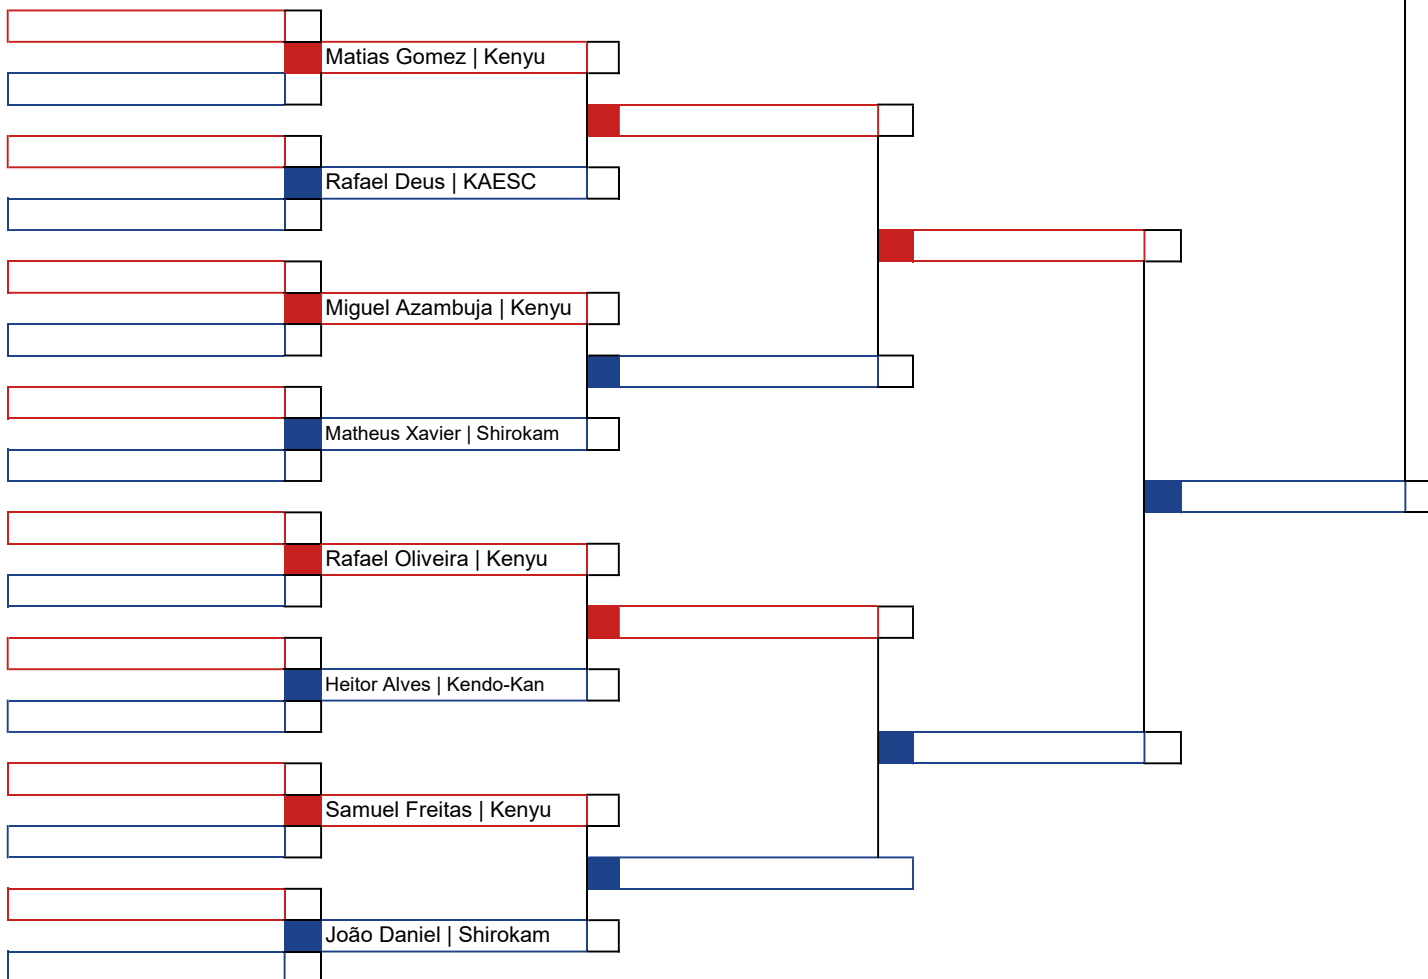 Matias Gomez | Kenyu
Rafael Deus | KAESC
Miguel Azambuja | Kenyu
Matheus Xavier | Shirokam
Rafael Oliveira | Kenyu
Heitor Alves | Kendo-Kan
Samuel Freitas | Kenyu
João Daniel | Shirokam